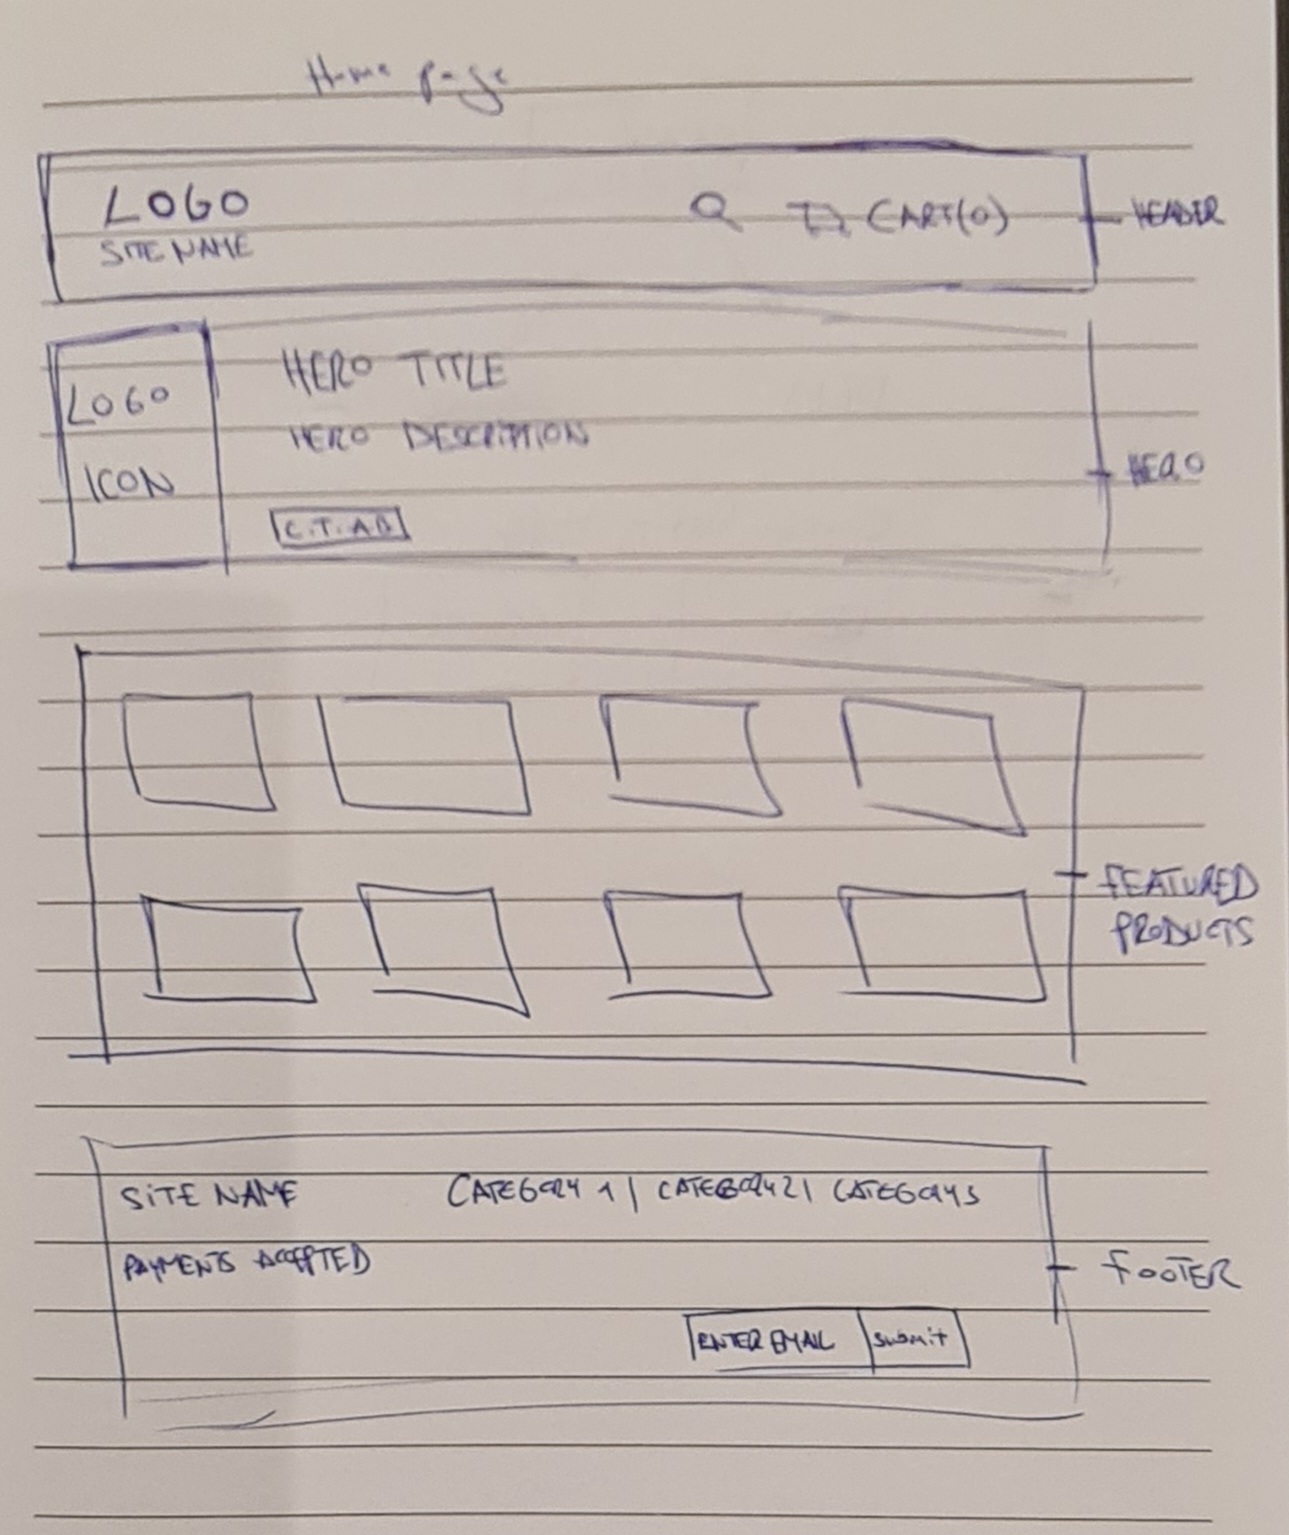 Home page
LOGO
SITE NAME
CART(0)
HEADER
LOGO
ICON
HERO TITLE
HERO DESCRIPTION
C.T.A.B
HERO
FEATURED
PRODUCTS
SITE NAME
CATEGORY 1 | CATEGORY 2 | CATEGORY 3
PAYMENTS ACCEPTED
FOOTER
ENTER EMAIL
submit